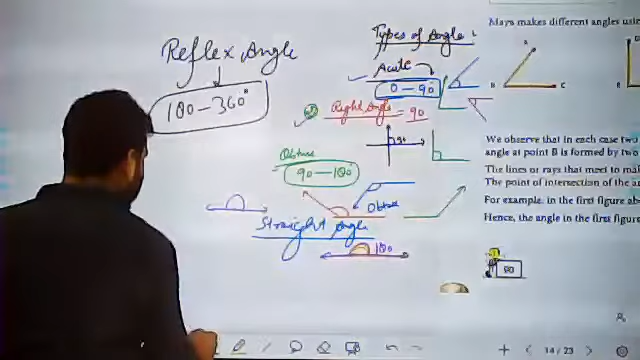 Reflex Angle
180 - 360°
Types of Angle :
Acute
0 - 90°
Right Angle = 90
90
Obtuse
90 - 180
Obtuse
Straight Angle
180
Maya makes different angles usin
A
B
C
We observe that in each case two
angle at point B is formed by two
The lines or rays that meet to mak
The point of intersection of the an
For example, in the first figure ab
Hence, the angle in the first figure
14 / 23